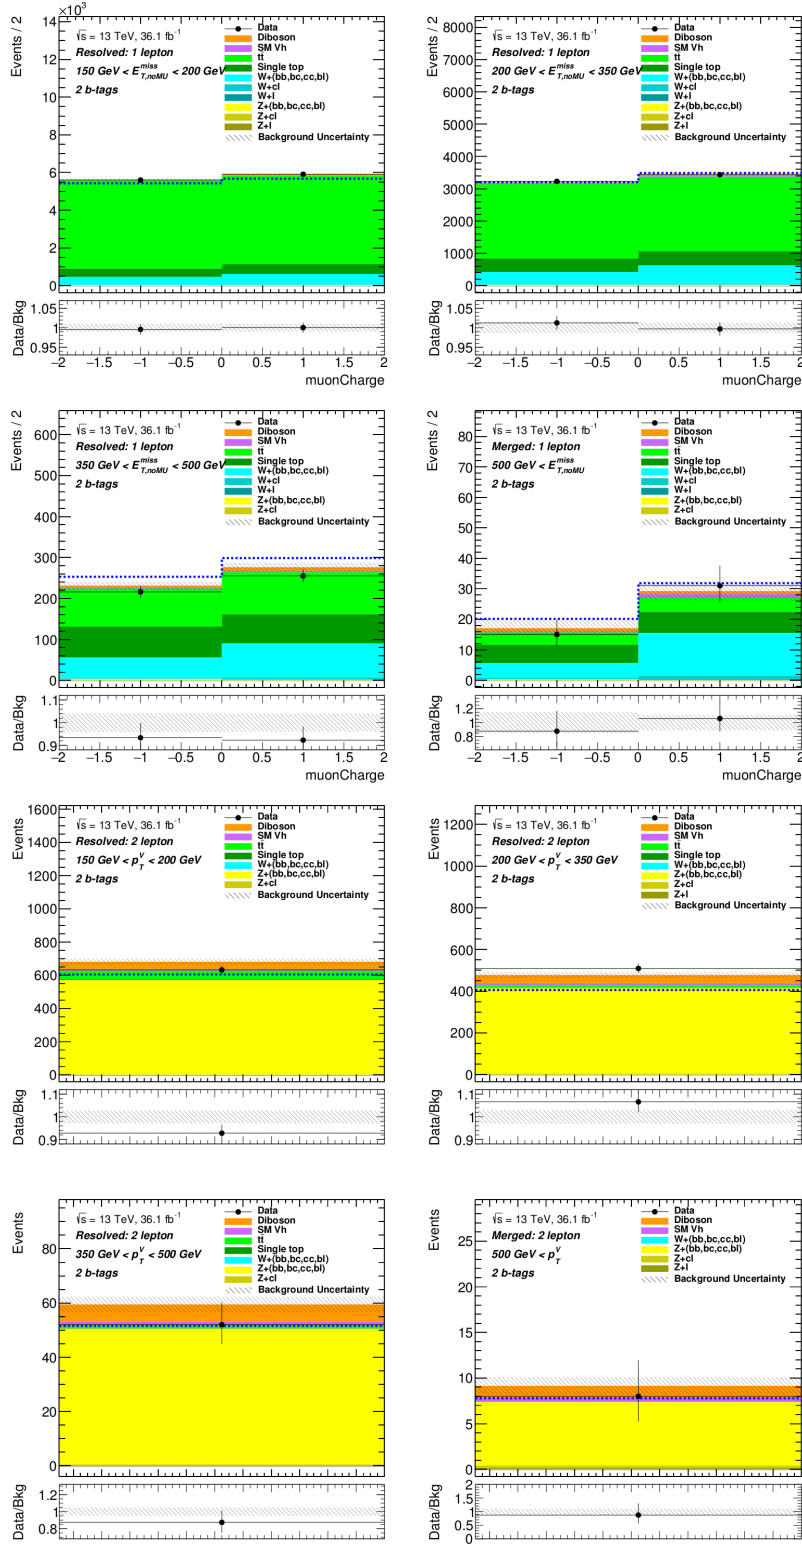 ×10³
Events / 2
14
12
10
8
6
4
2
0
√s = 13 TeV, 36.1 fb⁻¹
Resolved: 1 lepton
150 GeV < E_{T,noMU}^{miss} < 200 GeV
2 b-tags
Data
Diboson
SM Vh
tt
Single top
W+(bb,bc,cc,bl)
W+cl
W+l
Z+(bb,bc,cc,bl)
Z+cl
Z+l
Background Uncertainty
Data/Bkg
1.05
1
0.95
−2 −1.5 −1 −0.5 0 0.5 1 1.5 2
muonCharge
Events / 2
8000
7000
6000
5000
4000
3000
2000
1000
0
√s = 13 TeV, 36.1 fb⁻¹
Resolved: 1 lepton
200 GeV < E_{T,noMU}^{miss} < 350 GeV
2 b-tags
Data
Diboson
SM Vh
tt
Single top
W+(bb,bc,cc,bl)
W+cl
W+l
Z+(bb,bc,cc,bl)
Z+cl
Z+l
Background Uncertainty
Data/Bkg
1.05
1
0.95
−2 −1.5 −1 −0.5 0 0.5 1 1.5 2
muonCharge
Events / 2
600
500
400
300
200
100
0
√s = 13 TeV, 36.1 fb⁻¹
Resolved: 1 lepton
350 GeV < E_{T,noMU}^{miss} < 500 GeV
2 b-tags
Data
Diboson
SM Vh
tt
Single top
W+(bb,bc,cc,bl)
W+cl
W+l
Z+(bb,bc,cc,bl)
Z+cl
Background Uncertainty
Data/Bkg
1.1
1
0.9
−2 −1.5 −1 −0.5 0 0.5 1 1.5 2
muonCharge
Events / 2
80
70
60
50
40
30
20
10
0
√s = 13 TeV, 36.1 fb⁻¹
Merged: 1 lepton
500 GeV < E_{T,noMU}^{miss}
2 b-tags
Data
Diboson
SM Vh
tt
Single top
W+(bb,bc,cc,bl)
W+cl
W+l
Z+(bb,bc,cc,bl)
Z+cl
Background Uncertainty
Data/Bkg
1.2
1
0.8
−2 −1.5 −1 −0.5 0 0.5 1 1.5 2
muonCharge
Events
1600
1400
1200
1000
800
600
400
200
0
√s = 13 TeV, 36.1 fb⁻¹
Resolved: 2 lepton
150 GeV < p_T^V < 200 GeV
2 b-tags
Data
Diboson
SM Vh
tt
Single top
W+(bb,bc,cc,bl)
Z+(bb,bc,cc,bl)
Z+cl
Background Uncertainty
Data/Bkg
1.1
1
0.9
Events
1200
1000
800
600
400
200
0
√s = 13 TeV, 36.1 fb⁻¹
Resolved: 2 lepton
200 GeV < p_T^V < 350 GeV
2 b-tags
Data
Diboson
SM Vh
tt
Single top
W+(bb,bc,cc,bl)
Z+(bb,bc,cc,bl)
Z+cl
Z+l
Background Uncertainty
Data/Bkg
1.1
1
0.9
Events
80
60
40
20
0
√s = 13 TeV, 36.1 fb⁻¹
Resolved: 2 lepton
350 GeV < p_T^V < 500 GeV
2 b-tags
Data
Diboson
SM Vh
tt
Single top
W+(bb,bc,cc,bl)
Z+(bb,bc,cc,bl)
Z+cl
Background Uncertainty
Data/Bkg
1.2
1
0.8
Events
25
20
15
10
5
0
√s = 13 TeV, 36.1 fb⁻¹
Merged: 2 lepton
500 GeV < p_T^V
2 b-tags
Data
Diboson
SM Vh
W+(bb,bc,cc,bl)
Z+(bb,bc,cc,bl)
Z+cl
Z+l
Background Uncertainty
Data/Bkg
2
1.5
1
0.5
0